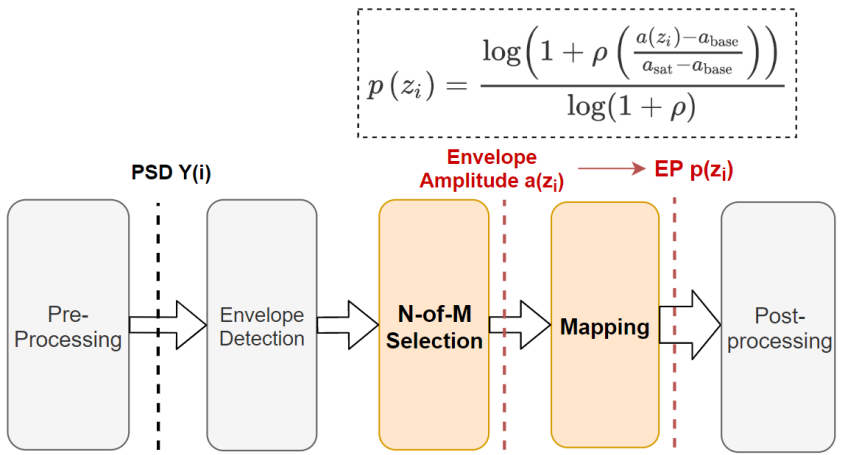 p(z_i) = log(1 + ρ((a(z_i)−a_base)/(a_sat−a_base))) / log(1 + ρ)
PSD Y(i)
Envelope
Amplitude a(z_i)
EP p(z_i)
Pre-
Processing
Envelope
Detection
N-of-M
Selection
Mapping
Post-
processing